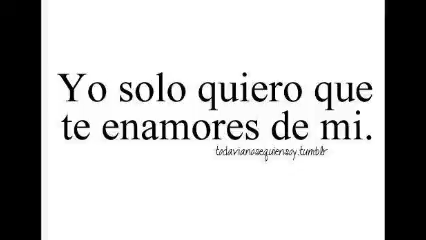 Yo solo quiero que
te enamores de mi.
todavianosequiensoy.tumblr